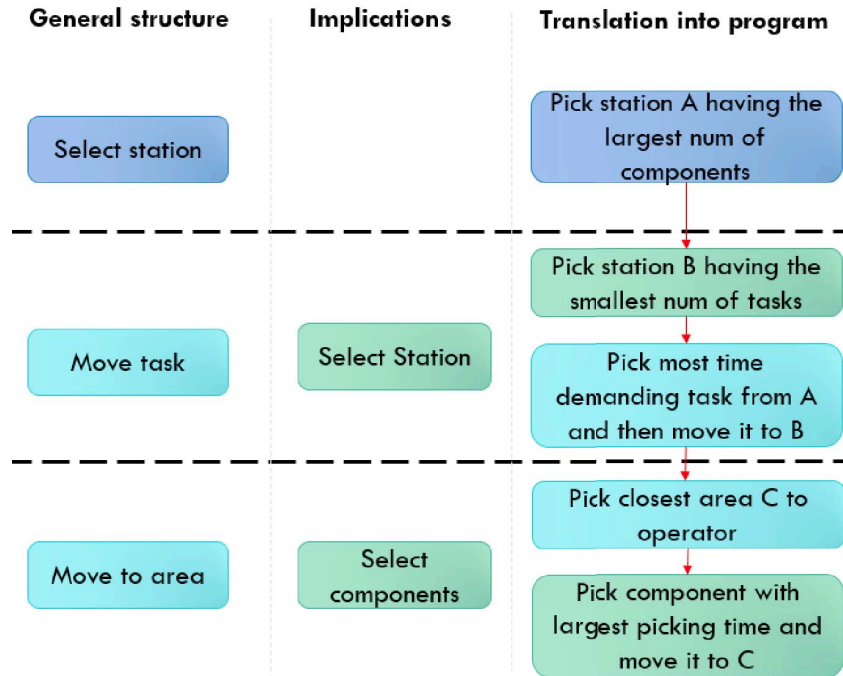 General structure
Implications
Translation into program
Select station
Pick station A having the
largest num of
components
Move task
Select Station
Pick station B having the
smallest num of tasks
Pick most time
demanding task from A
and then move it to B
Move to area
Select
components
Pick closest area C to
operator
Pick component with
largest picking time and
move it to C